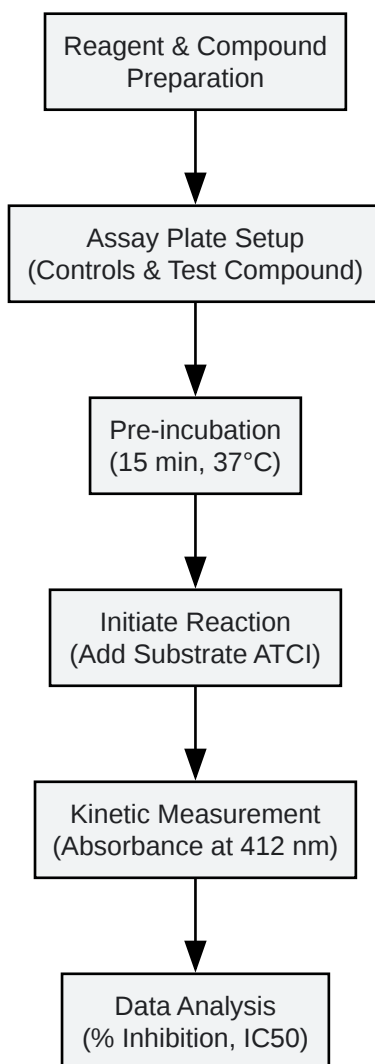 Reagent & Compound
Preparation
Assay Plate Setup
(Controls & Test Compound)
Pre-incubation
(15 min, 37°C)
Initiate Reaction
(Add Substrate ATCI)
Kinetic Measurement
(Absorbance at 412 nm)
Data Analysis
(% Inhibition, IC50)